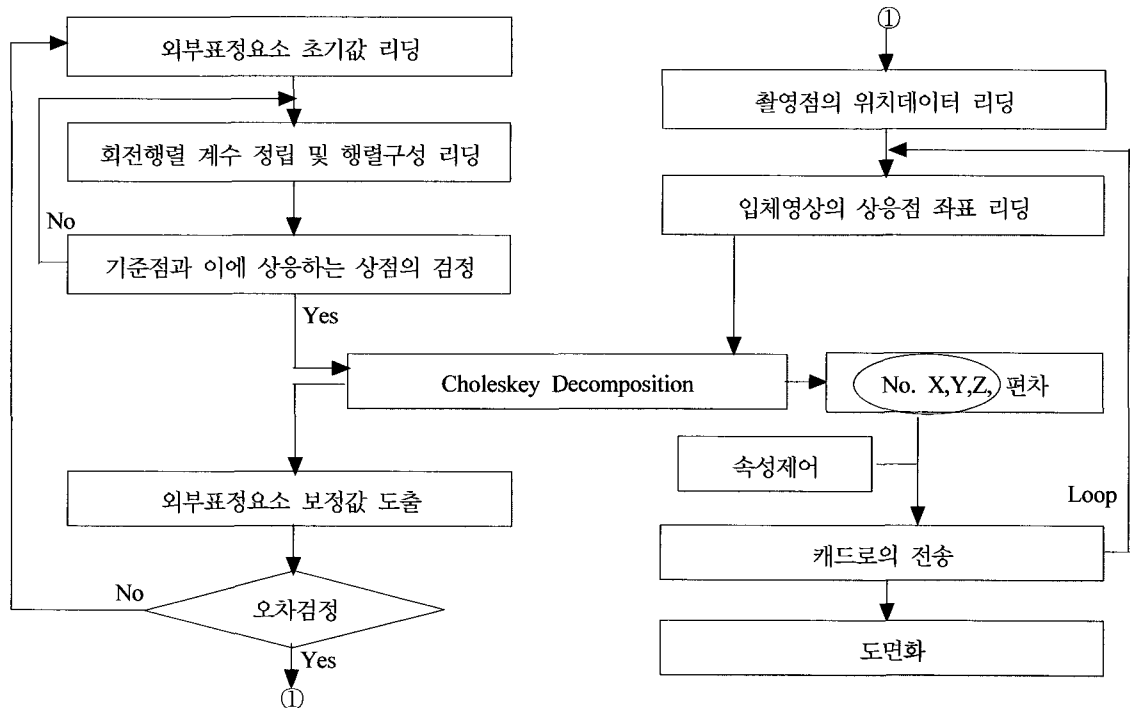 외부표정요소 초기값 리딩
회전행렬 계수 정립 및 행렬구성 리딩
No
기준점과 이에 상응하는 상점의 검정
Yes
Choleskey Decomposition
외부표정요소 보정값 도출
No
오차검정
Yes
①
①
촬영점의 위치데이터 리딩
입체영상의 상응점 좌표 리딩
No. X,Y,Z, 편차
속성제어
Loop
캐드로의 전송
도면화